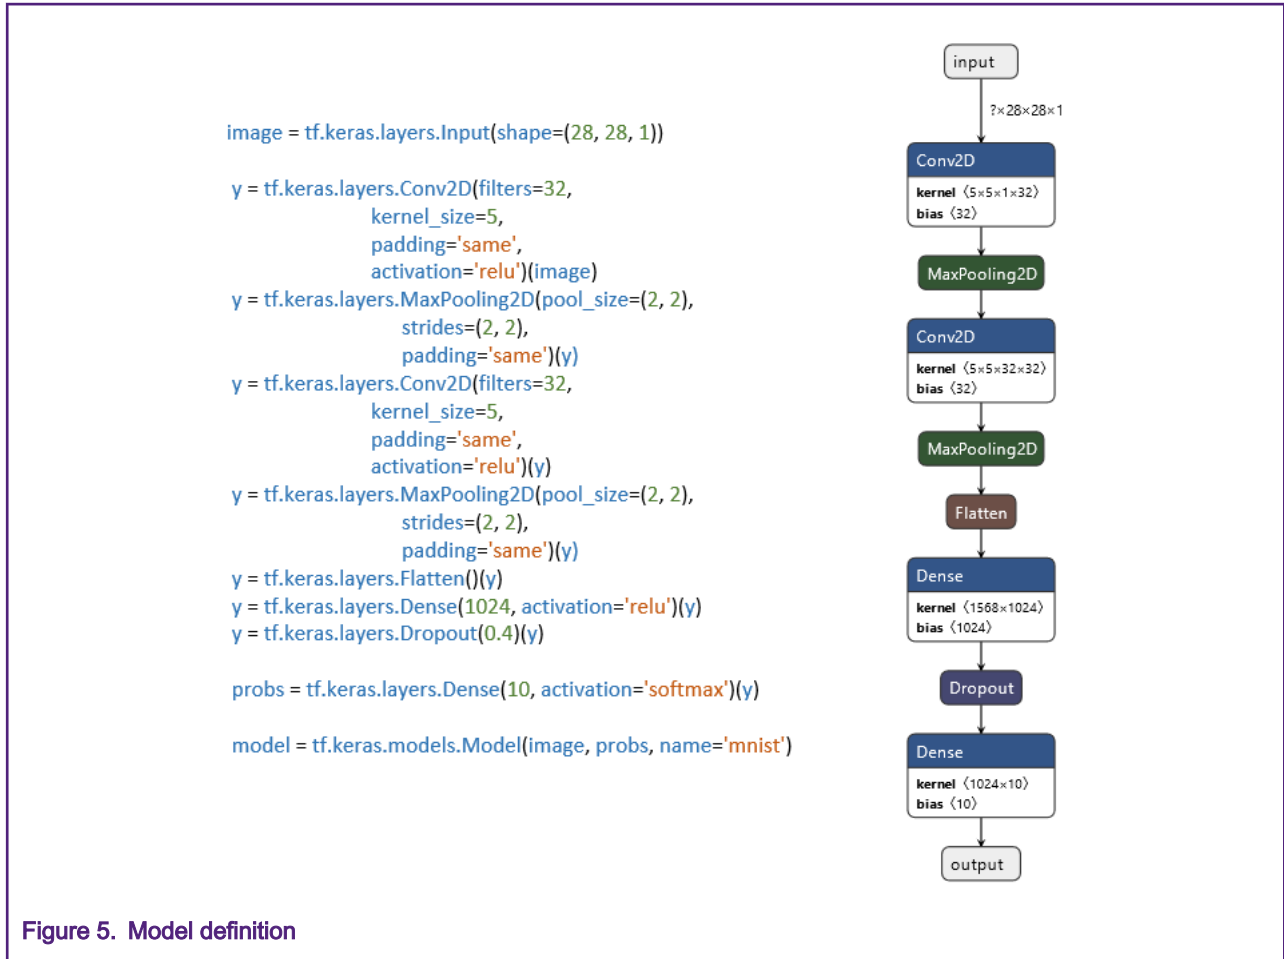 image = tf.keras.layers.Input(shape=(28, 28, 1))
y = tf.keras.layers.Conv2D(filters=32,
kernel_size=5,
padding='same',
activation='relu')(image)
y = tf.keras.layers.MaxPooling2D(pool_size=(2, 2),
strides=(2, 2),
padding='same')(y)
y = tf.keras.layers.Conv2D(filters=32,
kernel_size=5,
padding='same',
activation='relu')(y)
y = tf.keras.layers.MaxPooling2D(pool_size=(2, 2),
strides=(2, 2),
padding='same')(y)
y = tf.keras.layers.Flatten()(y)
y = tf.keras.layers.Dense(1024, activation='relu')(y)
y = tf.keras.layers.Dropout(0.4)(y)
probs = tf.keras.layers.Dense(10, activation='softmax')(y)
model = tf.keras.models.Model(image, probs, name='mnist')
input
?×28×28×1
Conv2D
kernel ⟨5×5×1×32⟩
bias ⟨32⟩
MaxPooling2D
Conv2D
kernel ⟨5×5×32×32⟩
bias ⟨32⟩
MaxPooling2D
Flatten
Dense
kernel ⟨1568×1024⟩
bias ⟨1024⟩
Dropout
Dense
kernel ⟨1024×10⟩
bias ⟨10⟩
output
Figure 5. Model definition